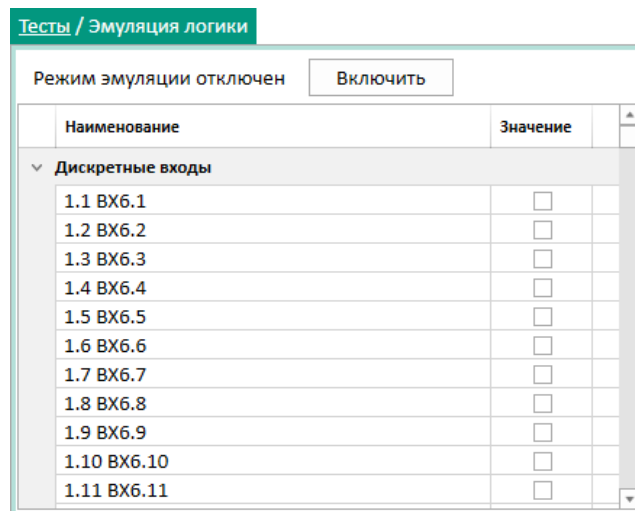 Тесты / Эмуляция логики
Режим эмуляции отключен Включить
Наименование Значение
Дискретные входы
1.1 ВХ6.1
1.2 ВХ6.2
1.3 ВХ6.3
1.4 ВХ6.4
1.5 ВХ6.5
1.6 ВХ6.6
1.7 ВХ6.7
1.8 ВХ6.8
1.9 ВХ6.9
1.10 ВХ6.10
1.11 ВХ6.11